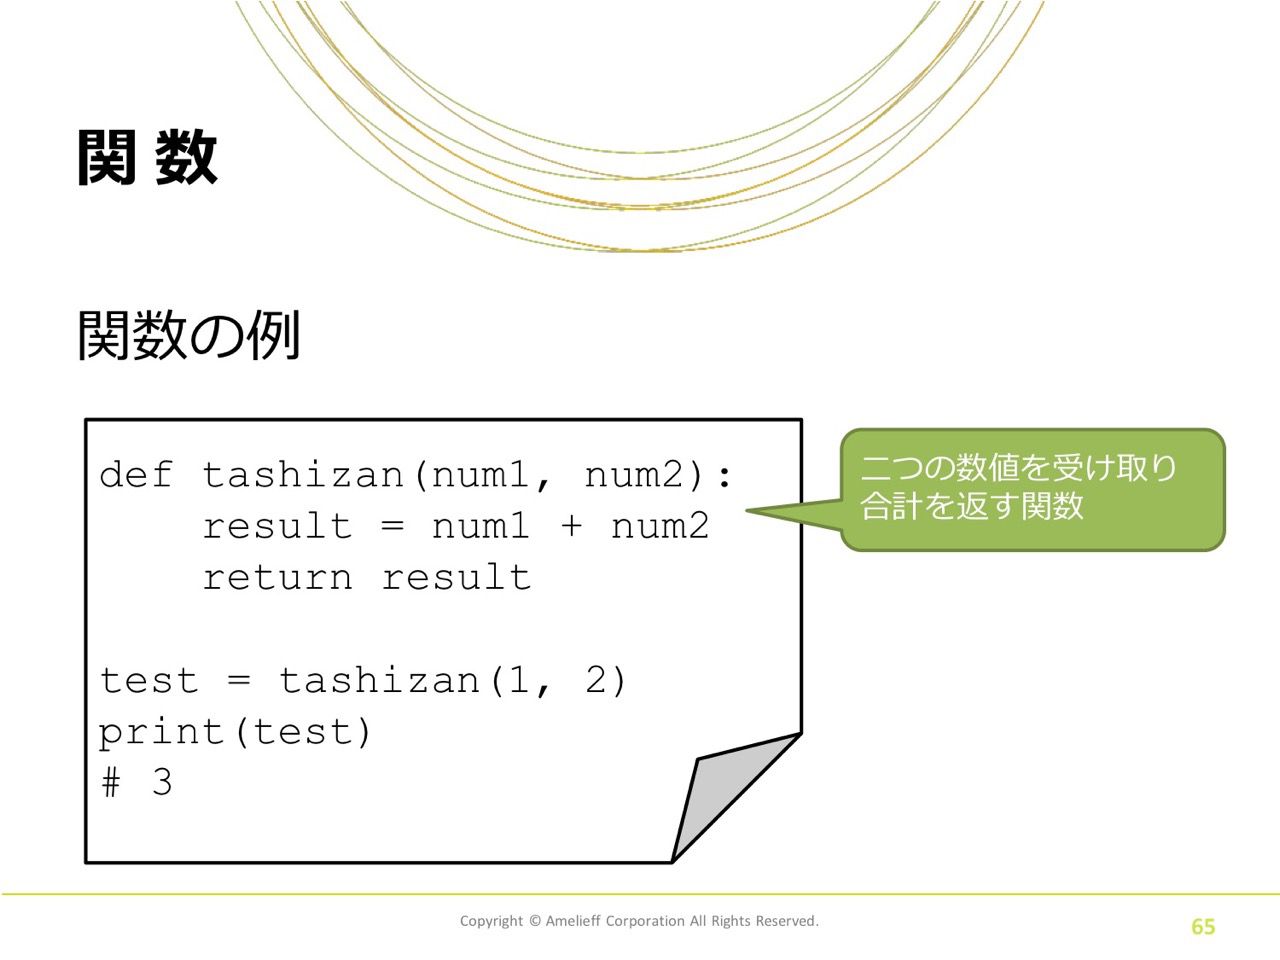 関数
関数の例
def tashizan(num1, num2):
    result = num1 + num2
    return result
test = tashizan(1, 2)
print(test)
# 3
二つの数値を受け取り
合計を返す関数
Copyright © Amelieff Corporation All Rights Reserved.
65